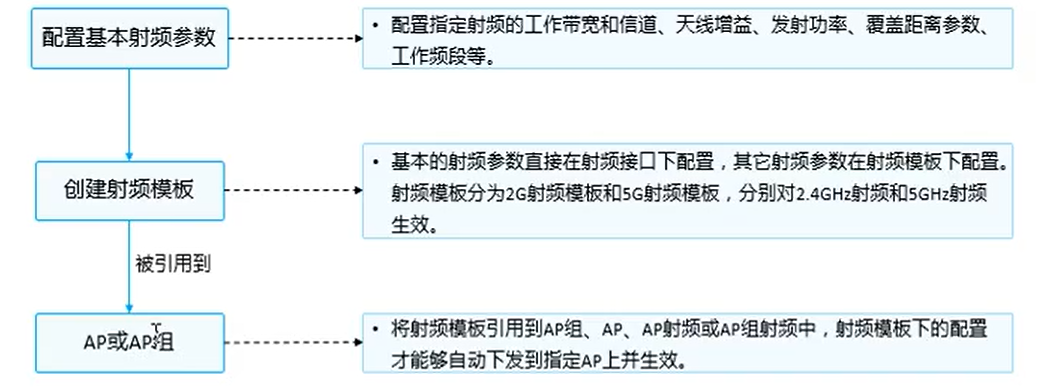 配置基本射频参数
• 配置指定射频的工作带宽和信道、天线增益、发射功率、覆盖距离参数、
工作频段等。
创建射频模板
• 基本的射频参数直接在射频接口下配置，其它射频参数在射频模板下配置。
射频模板分为2G射频模板和5G射频模板，分别对2.4GHz射频和5GHz射频
生效。
被引用到
AP或AP组
• 将射频模板引用到AP组、AP、AP射频或AP组射频中，射频模板下的配置
才能够自动下发到指定AP上并生效。